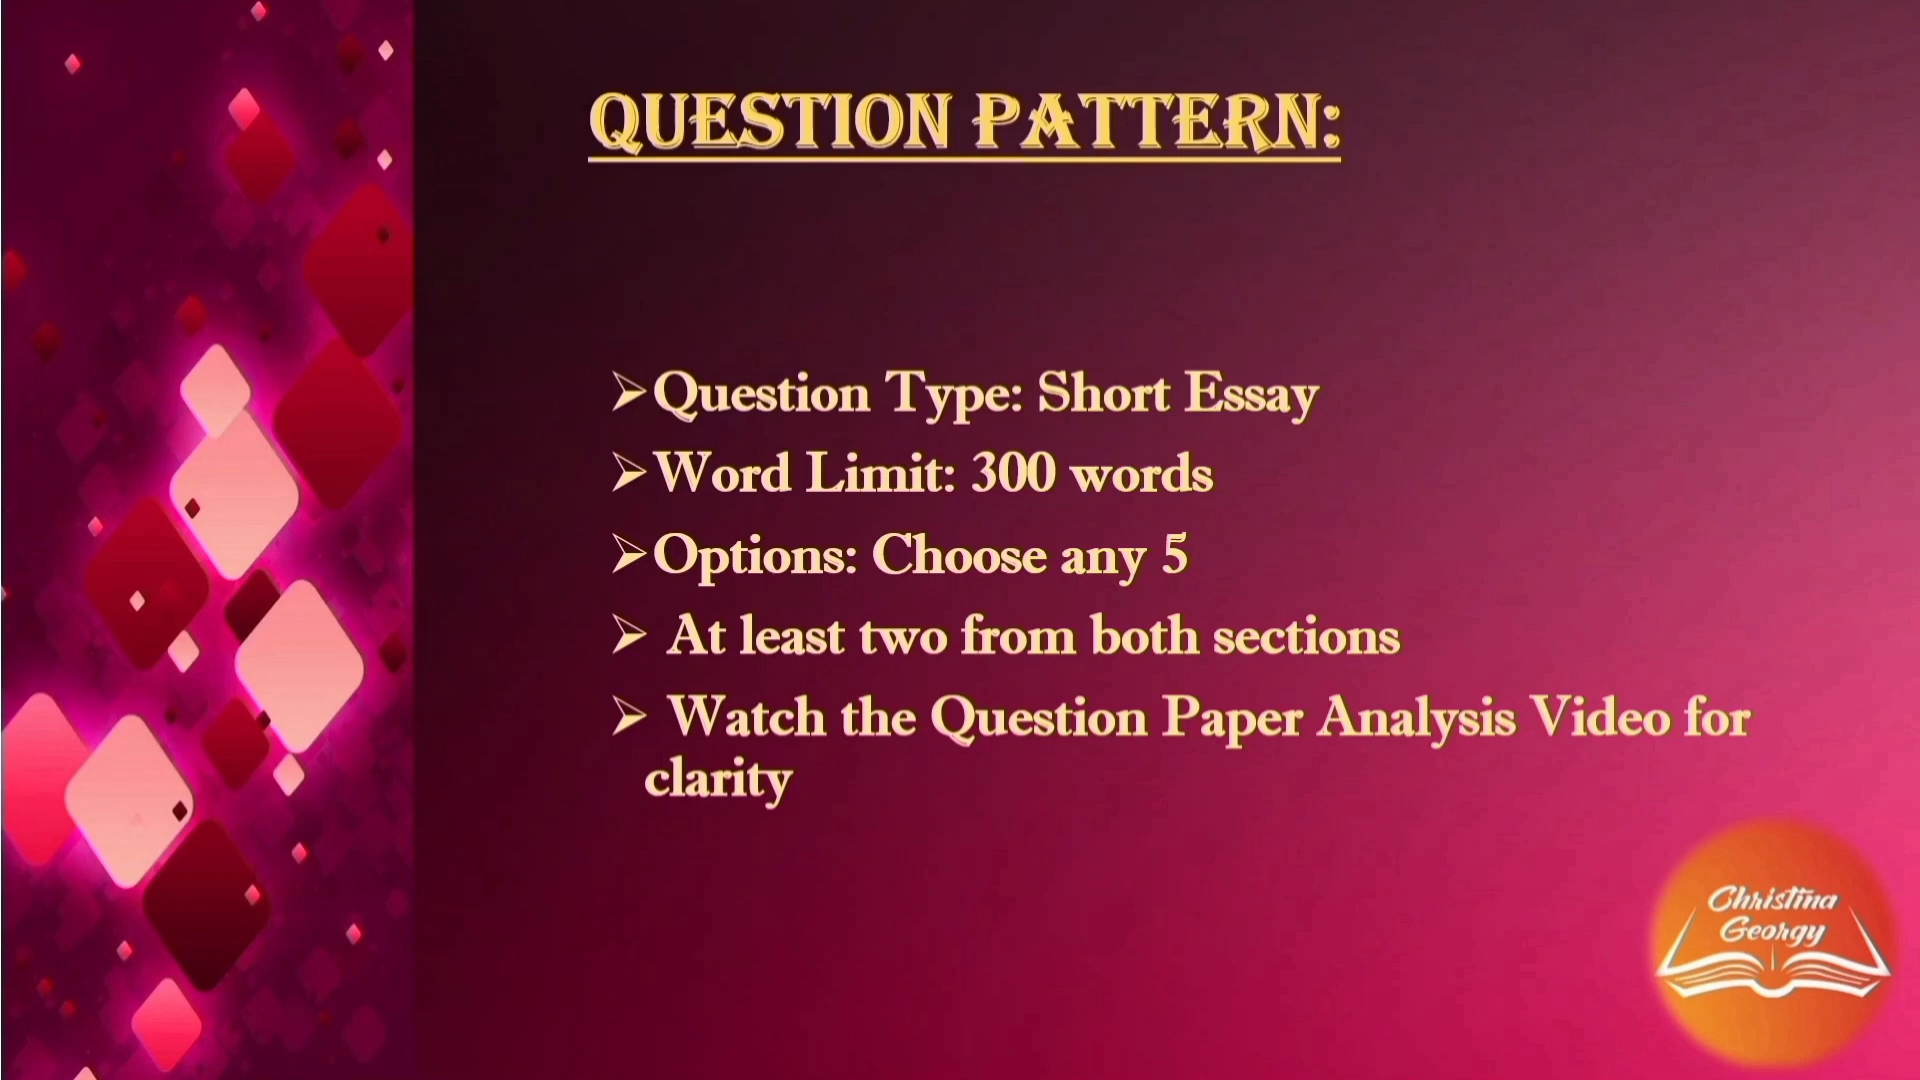 QUESTION PATTERN:
➢Question Type: Short Essay
➢Word Limit: 300 words
➢Options: Choose any 5
➢ At least two from both sections
➢ Watch the Question Paper Analysis Video for
clarity
Christina
Georgy